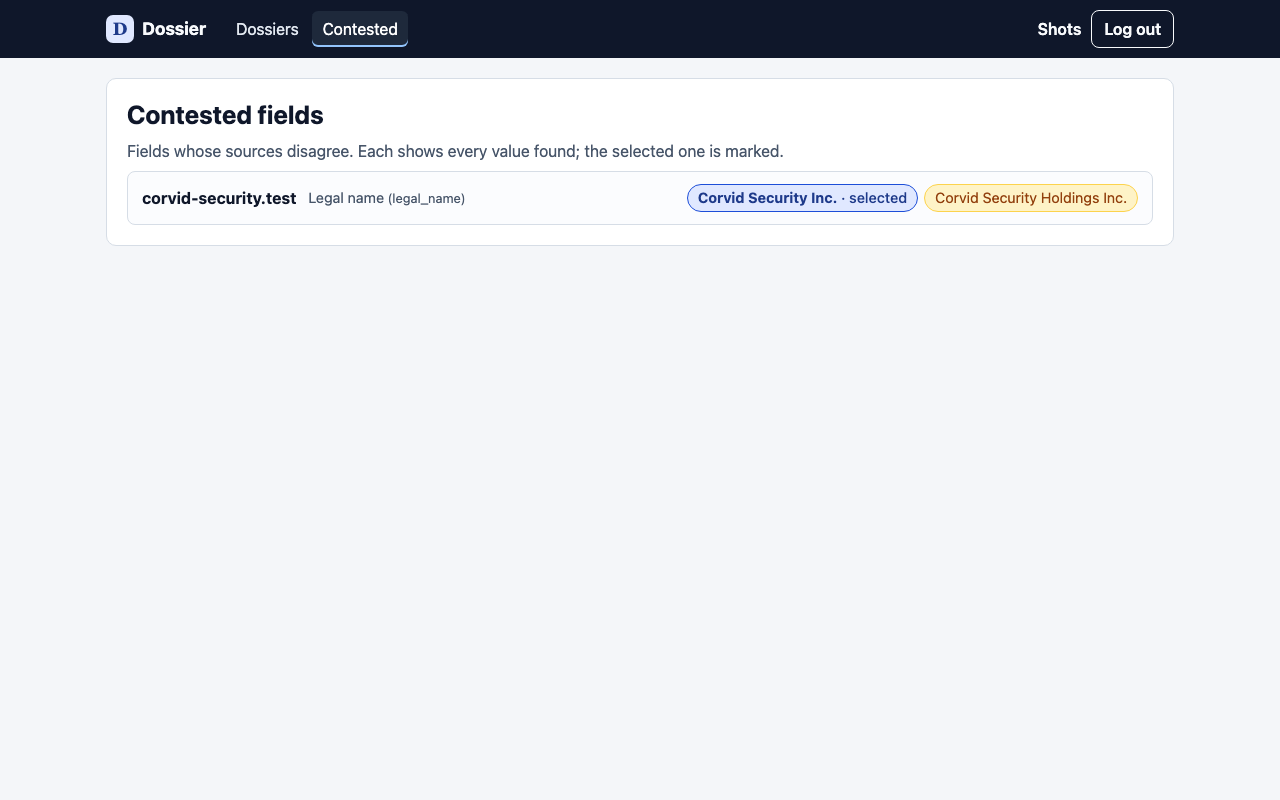 D Dossier Dossiers Contested Shots Log out
Contested fields
Fields whose sources disagree. Each shows every value found; the selected one is marked.
corvid-security.test Legal name (legal_name) Corvid Security Inc. · selected Corvid Security Holdings Inc.